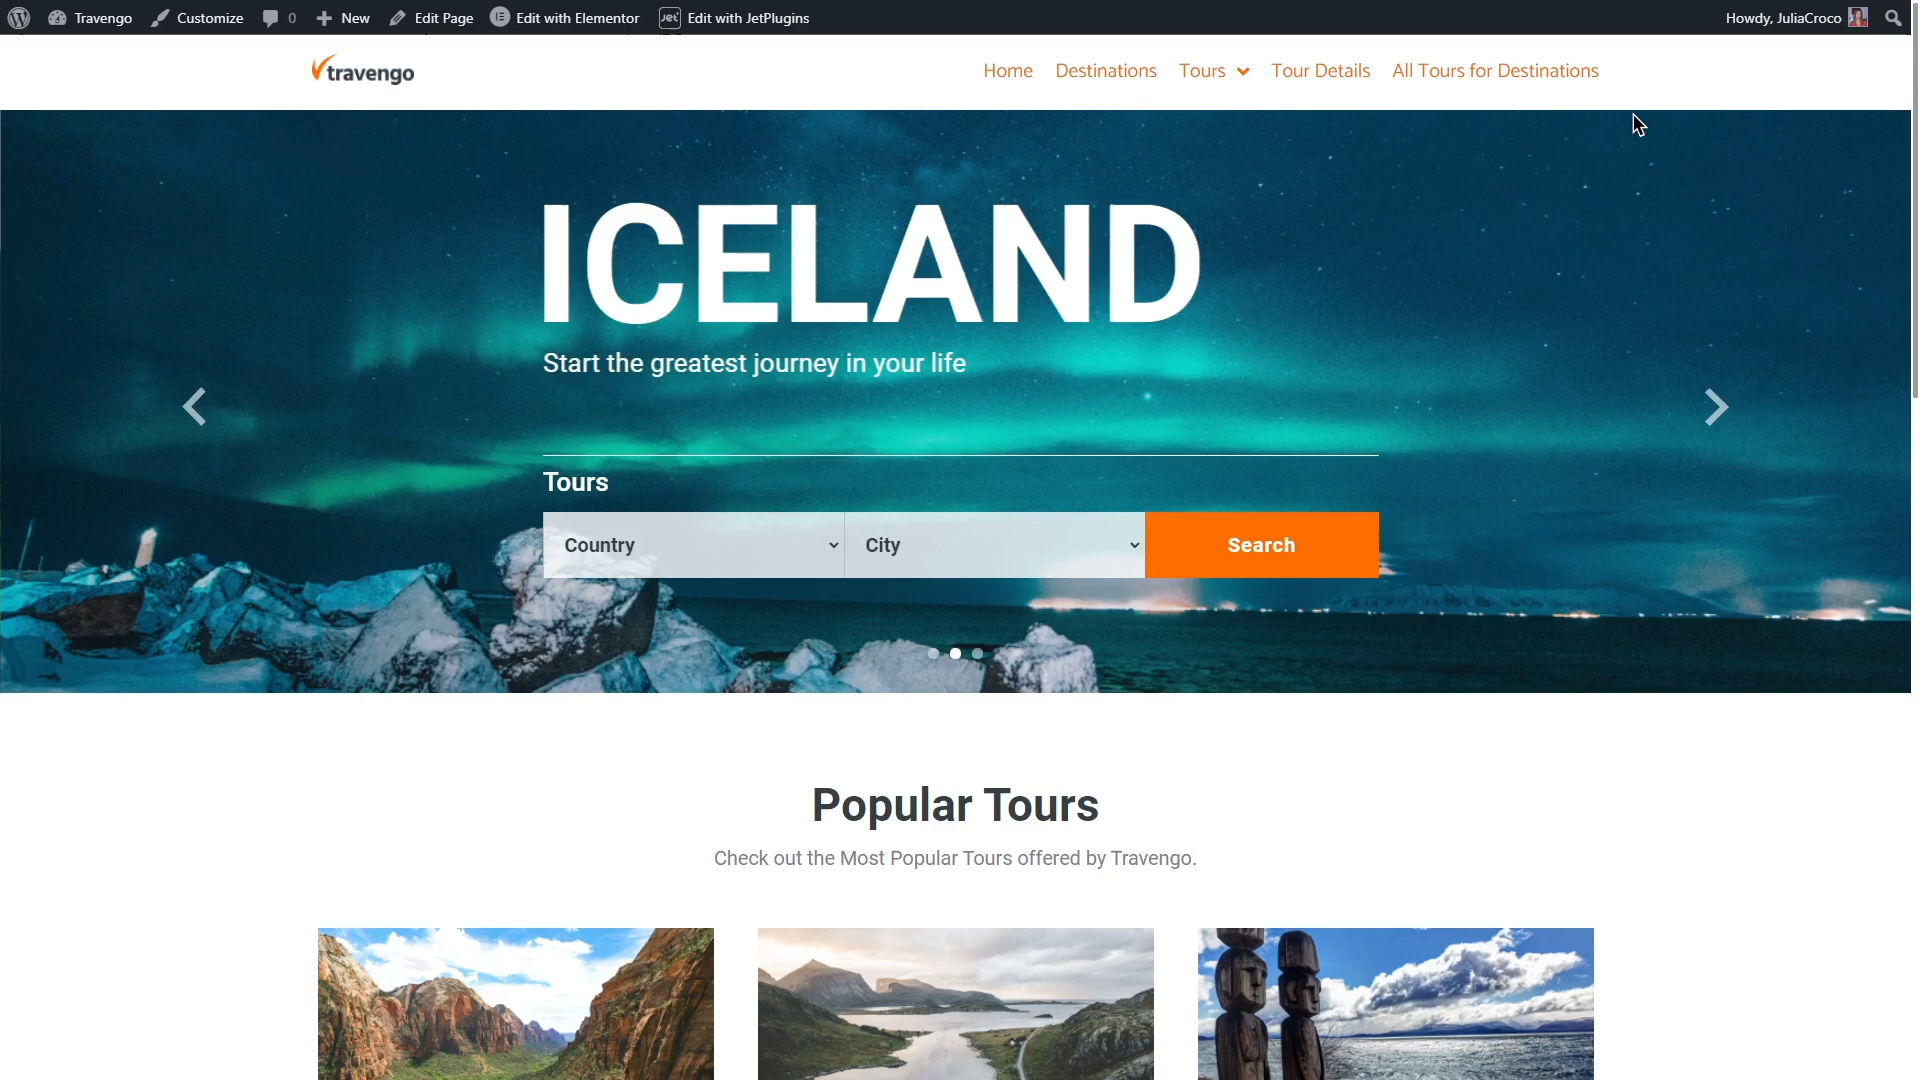 Travengo Customize 0 New Edit Page Edit with Elementor Jet Edit with JetPlugins Howdy, JuliaCroco
travengo Home Destinations Tours Tour Details All Tours for Destinations
ICELAND
Start the greatest journey in your life
Tours
Country City Search
Popular Tours
Check out the Most Popular Tours offered by Travengo.